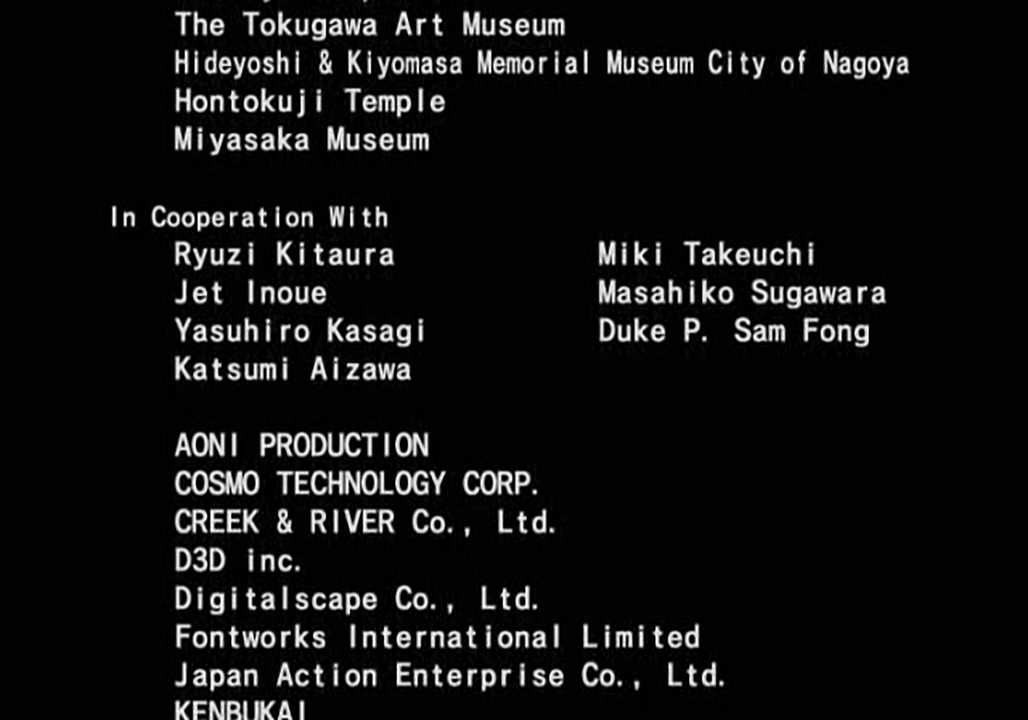 The Tokugawa Art Museum
Hideyoshi & Kiyomasa Memorial Museum City of Nagoya
Hontokuji Temple
Miyasaka Museum
In Cooperation With
Ryuzi Kitaura
Miki Takeuchi
Jet Inoue
Masahiko Sugawara
Yasuhiro Kasagi
Duke P. Sam Fong
Katsumi Aizawa
AONI PRODUCTION
COSMO TECHNOLOGY CORP.
CREEK & RIVER Co., Ltd.
D3D inc.
Digitalscape Co., Ltd.
Fontworks International Limited
Japan Action Enterprise Co., Ltd.
KENBUKAI